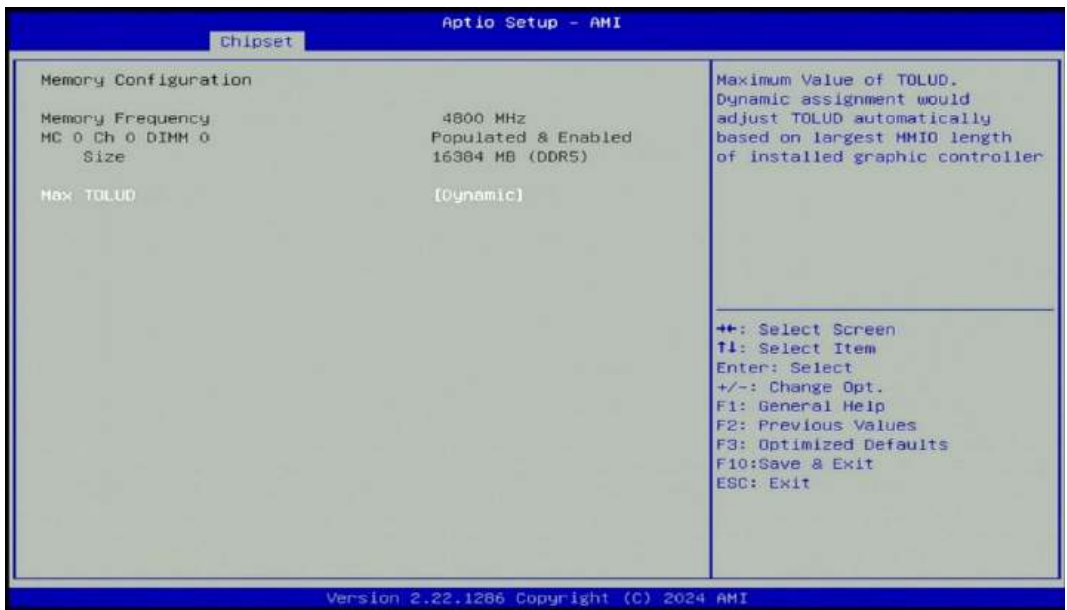 Aptio Setup - AMI
Chipset
Memory Configuration
Memory Frequency 4800 MHz
MC 0 Ch 0 DIMM 0 Populated & Enabled
Size 16384 MB (DDR5)
Max TOLUD [Dynamic]
Maximum Value of TOLUD.
Dynamic assignment would
adjust TOLUD automatically
based on largest MMIO length
of installed graphic controller
→←: Select Screen
↑↓: Select Item
Enter: Select
+/-: Change Opt.
F1: General Help
F2: Previous Values
F3: Optimized Defaults
F10:Save & Exit
ESC: Exit
Version 2.22.1286 Copyright (C) 2024 AMI